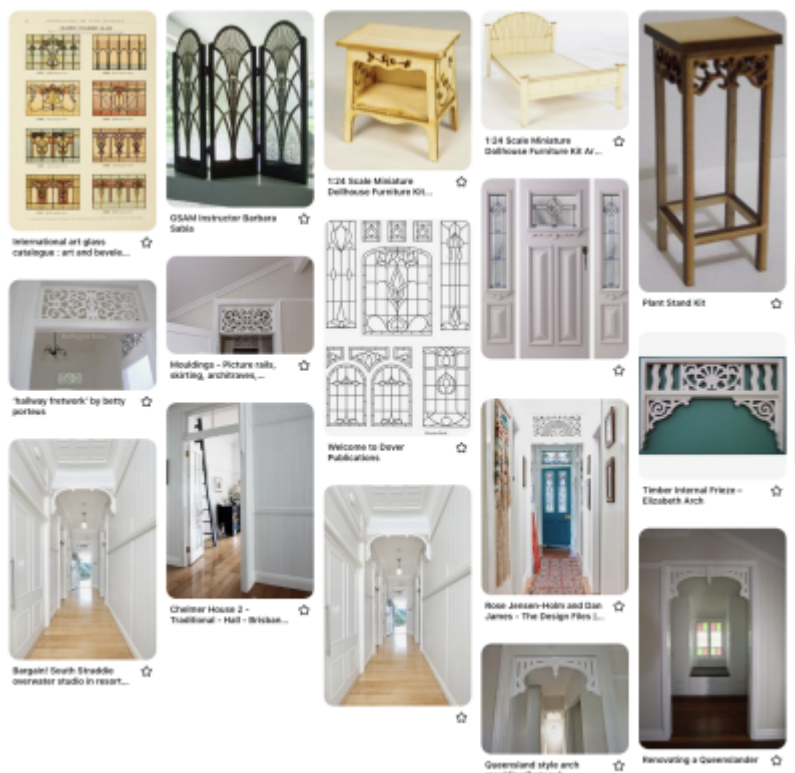 International art glass
catalogue : art and bevele...
'hallway fretwork' by betty
porteus
Bargain! South Straddie
overwater studio in resort...
GSAM Instructor Barbara
Sabia
Mouldings - Picture rails,
skirting, architraves,...
Chelmer House 2 -
Traditional - Hall - Brisban...
1:24 Scale Miniature
Dollhouse Furniture Kit...
Welcome to Dover
Publications
1:24 Scale Miniature
Dollhouse Furniture Kit Ar...
Rose Jensen-Holm and Dan
James - The Design Files |...
Queensland style arch
Plant Stand Kit
Timber Internal Frieze –
Elizabeth Arch
Renovating a Queenslander